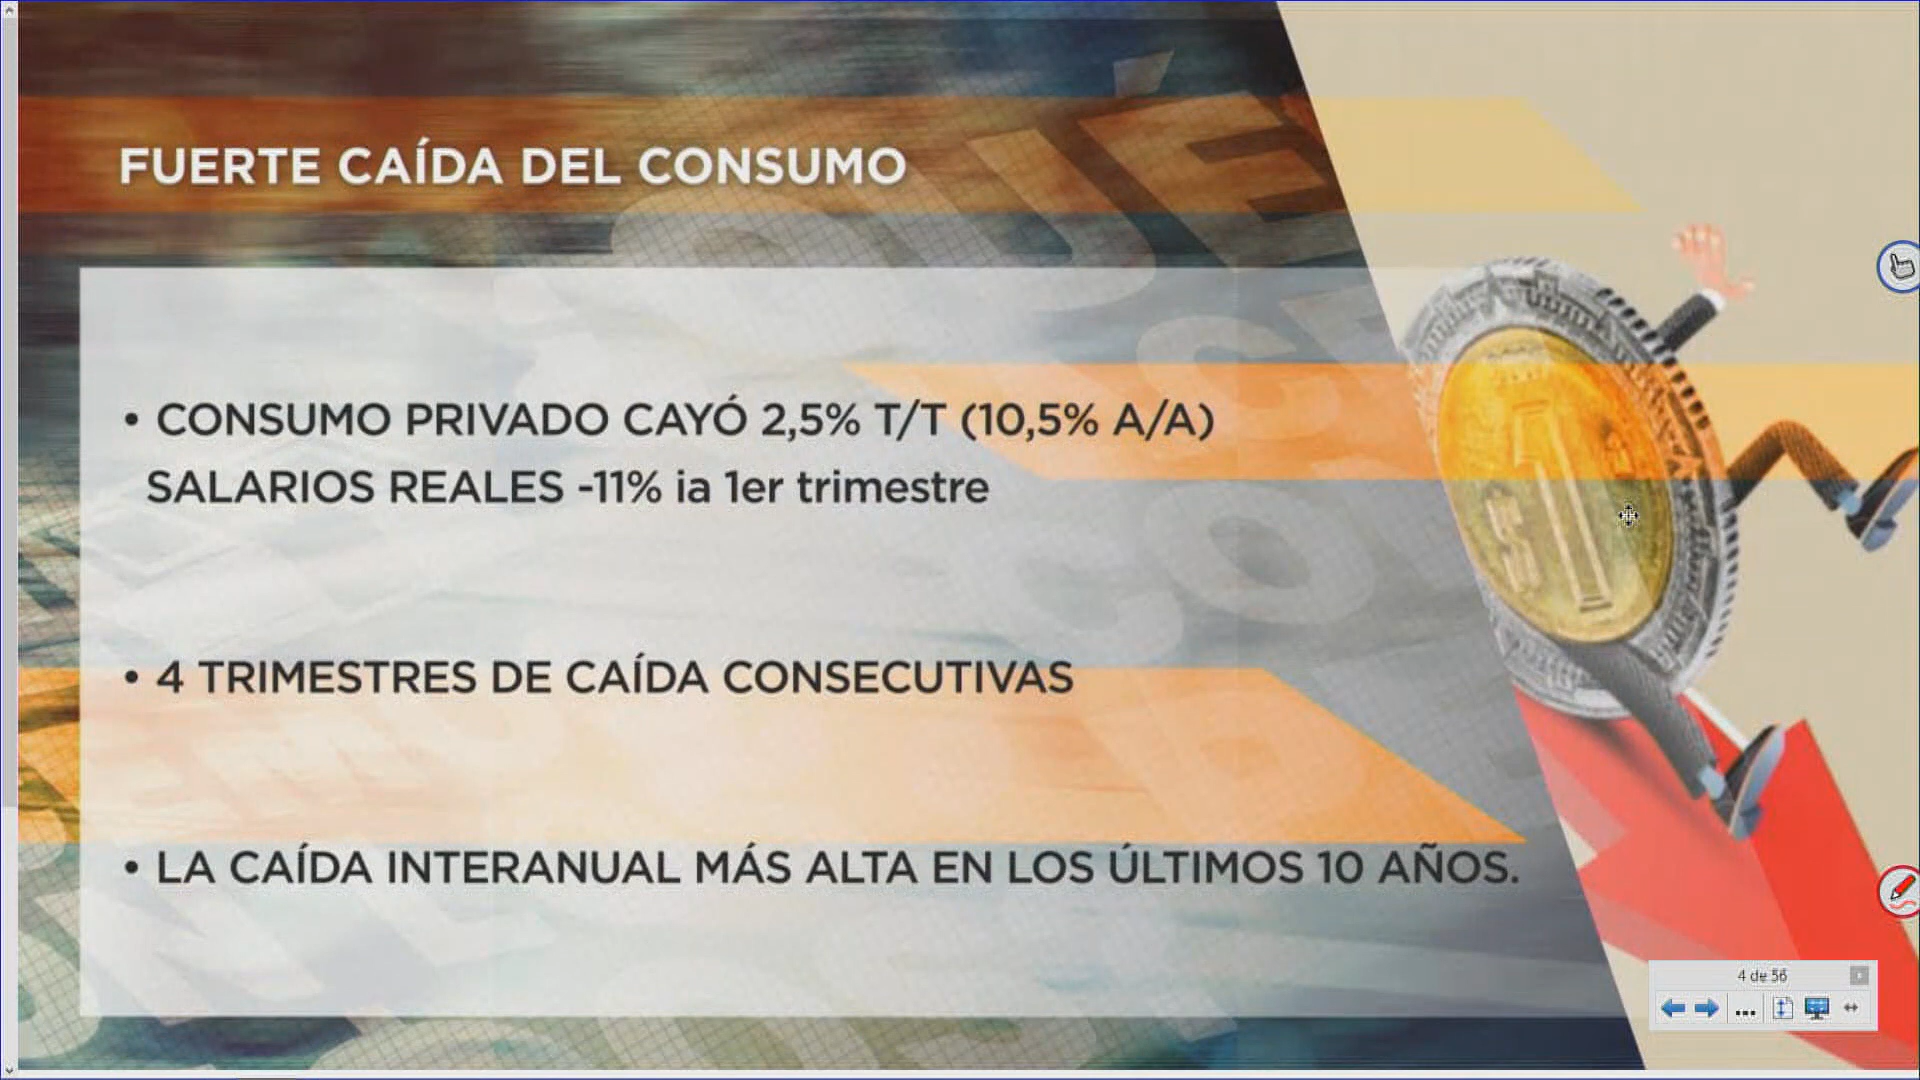 FUERTE CAÍDA DEL CONSUMO
• CONSUMO PRIVADO CAYÓ 2,5% T/T (10,5% A/A)
SALARIOS REALES -11% ia 1er trimestre
• 4 TRIMESTRES DE CAÍDA CONSECUTIVAS
• LA CAÍDA INTERANUAL MÁS ALTA EN LOS ÚLTIMOS 10 AÑOS.
4 de 56